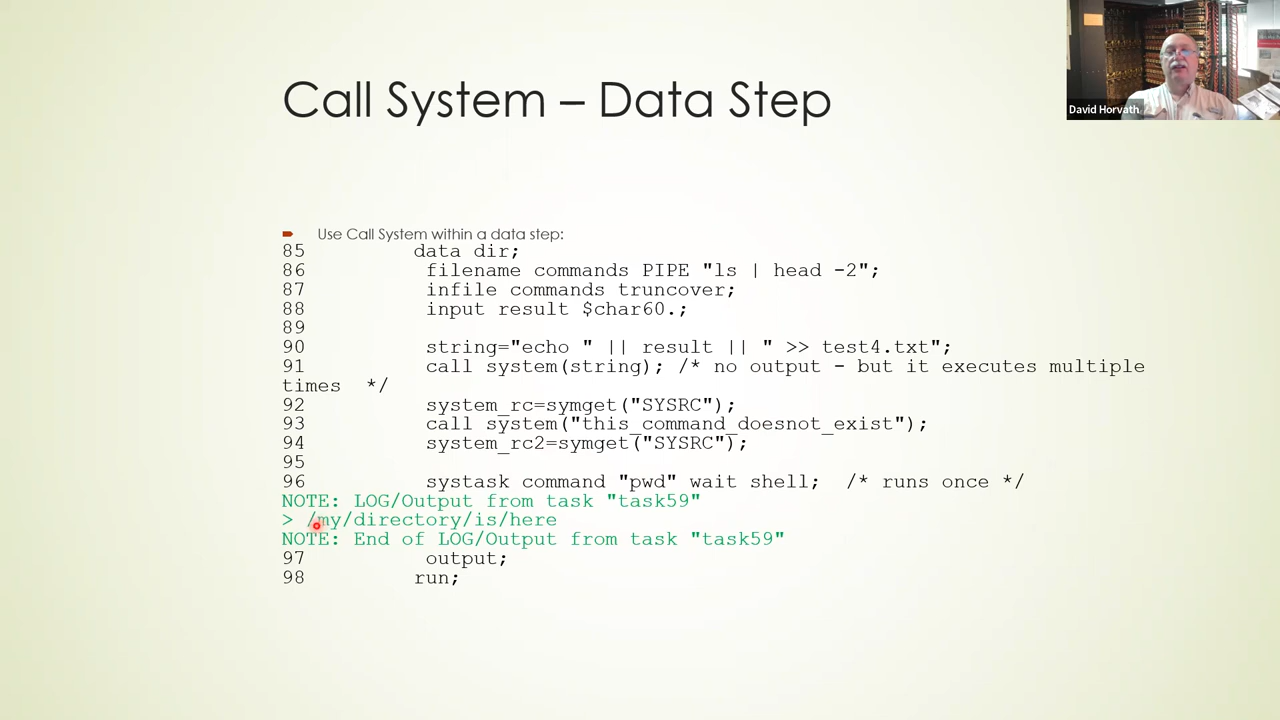 Call System – Data Step
David Horvath
Use Call System within a data step:
85 data dir;
86 filename commands PIPE "ls | head -2";
87 infile commands truncover;
88 input result $char60.;
89
90 string="echo " || result || " >> test4.txt";
91 call system(string); /* no output - but it executes multiple
times */
92 system_rc=symget("SYSRC");
93 call system("this_command_doesnot_exist");
94 system_rc2=symget("SYSRC");
95
96 systask command "pwd" wait shell; /* runs once */
NOTE: LOG/Output from task "task59"
> /my/directory/is/here
NOTE: End of LOG/Output from task "task59"
97 output;
98 run;